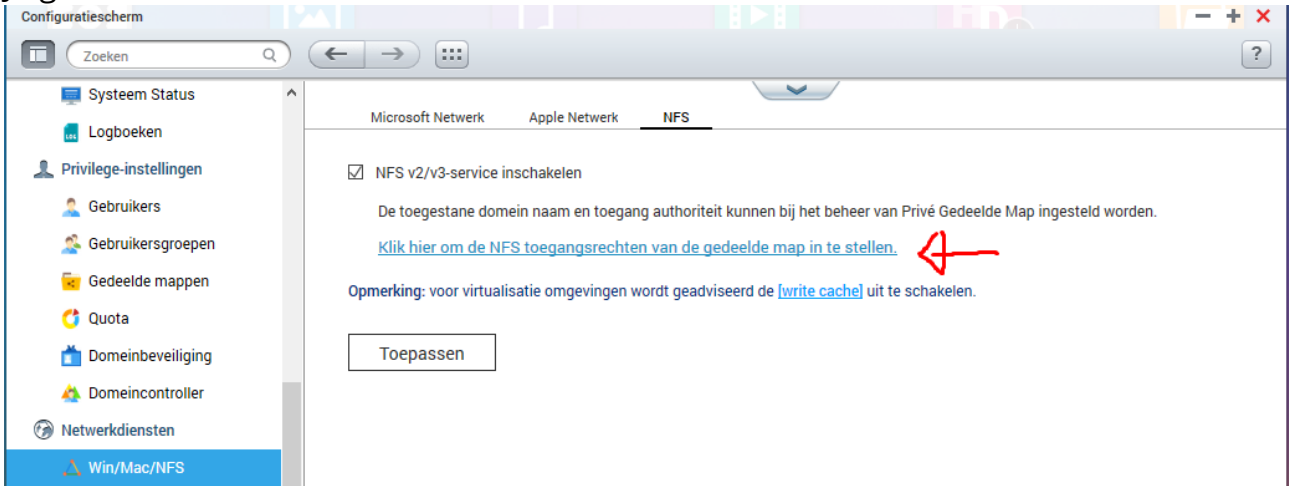 Configuratiescherm
Zoeken
?
Systeem Status
Logboeken
Privilege-instellingen
Gebruikers
Gebruikersgroepen
Gedeelde mappen
Quota
Domeinbeveiliging
Domeincontroller
Netwerkdiensten
Win/Mac/NFS
Microsoft Netwerk Apple Netwerk NFS
NFS v2/v3-service inschakelen
De toegestane domein naam en toegang authoriteit kunnen bij het beheer van Privé Gedeelde Map ingesteld worden.
Klik hier om de NFS toegangsrechten van de gedeelde map in te stellen.
Opmerking: voor virtualisatie omgevingen wordt geadviseerd de [write cache] uit te schakelen.
Toepassen